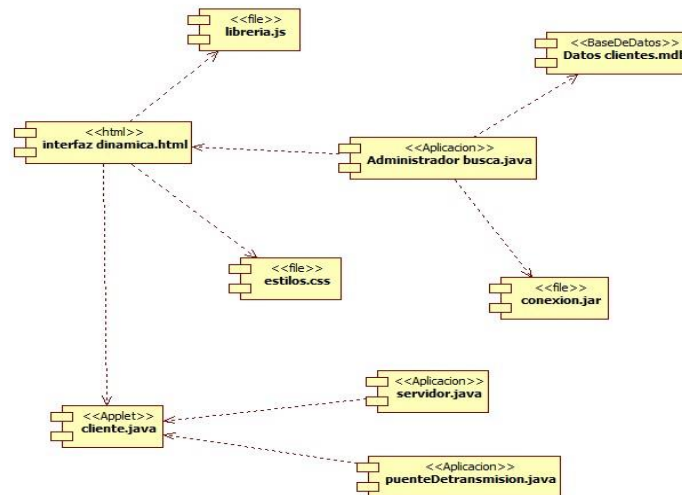 <<file>>
libreria.js
<<BaseDeDatos>>
Datos clientes.mdl
<<html>>
interfaz dinamica.html
<<Aplicacion>>
Administrador busca.java
<<file>>
estilos.css
<<file>>
conexion.jar
<<Aplicacion>>
servidor.java
<<Applet>>
cliente.java
<<Aplicacion>>
puenteDetransmision.java